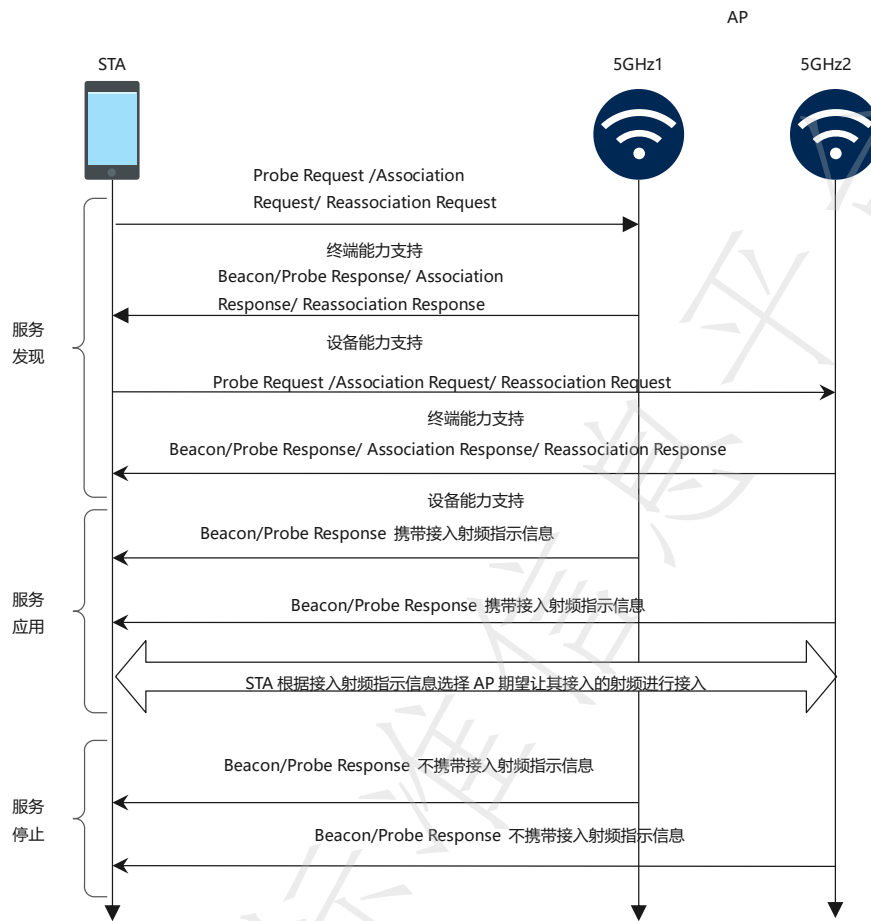 AP
STA
5GHz1
5GHz2
Probe Request /Association
Request/ Reassociation Request
终端能力支持
Beacon/Probe Response/ Association
Response/ Reassociation Response
设备能力支持
服务
发现
Probe Request /Association Request/ Reassociation Request
终端能力支持
Beacon/Probe Response/ Association Response/ Reassociation Response
设备能力支持
Beacon/Probe Response 携带接入射频指示信息
服务
应用
Beacon/Probe Response 携带接入射频指示信息
STA 根据接入射频指示信息选择 AP 期望让其接入的射频进行接入
Beacon/Probe Response 不携带接入射频指示信息
服务
停止
Beacon/Probe Response 不携带接入射频指示信息
标准信息平